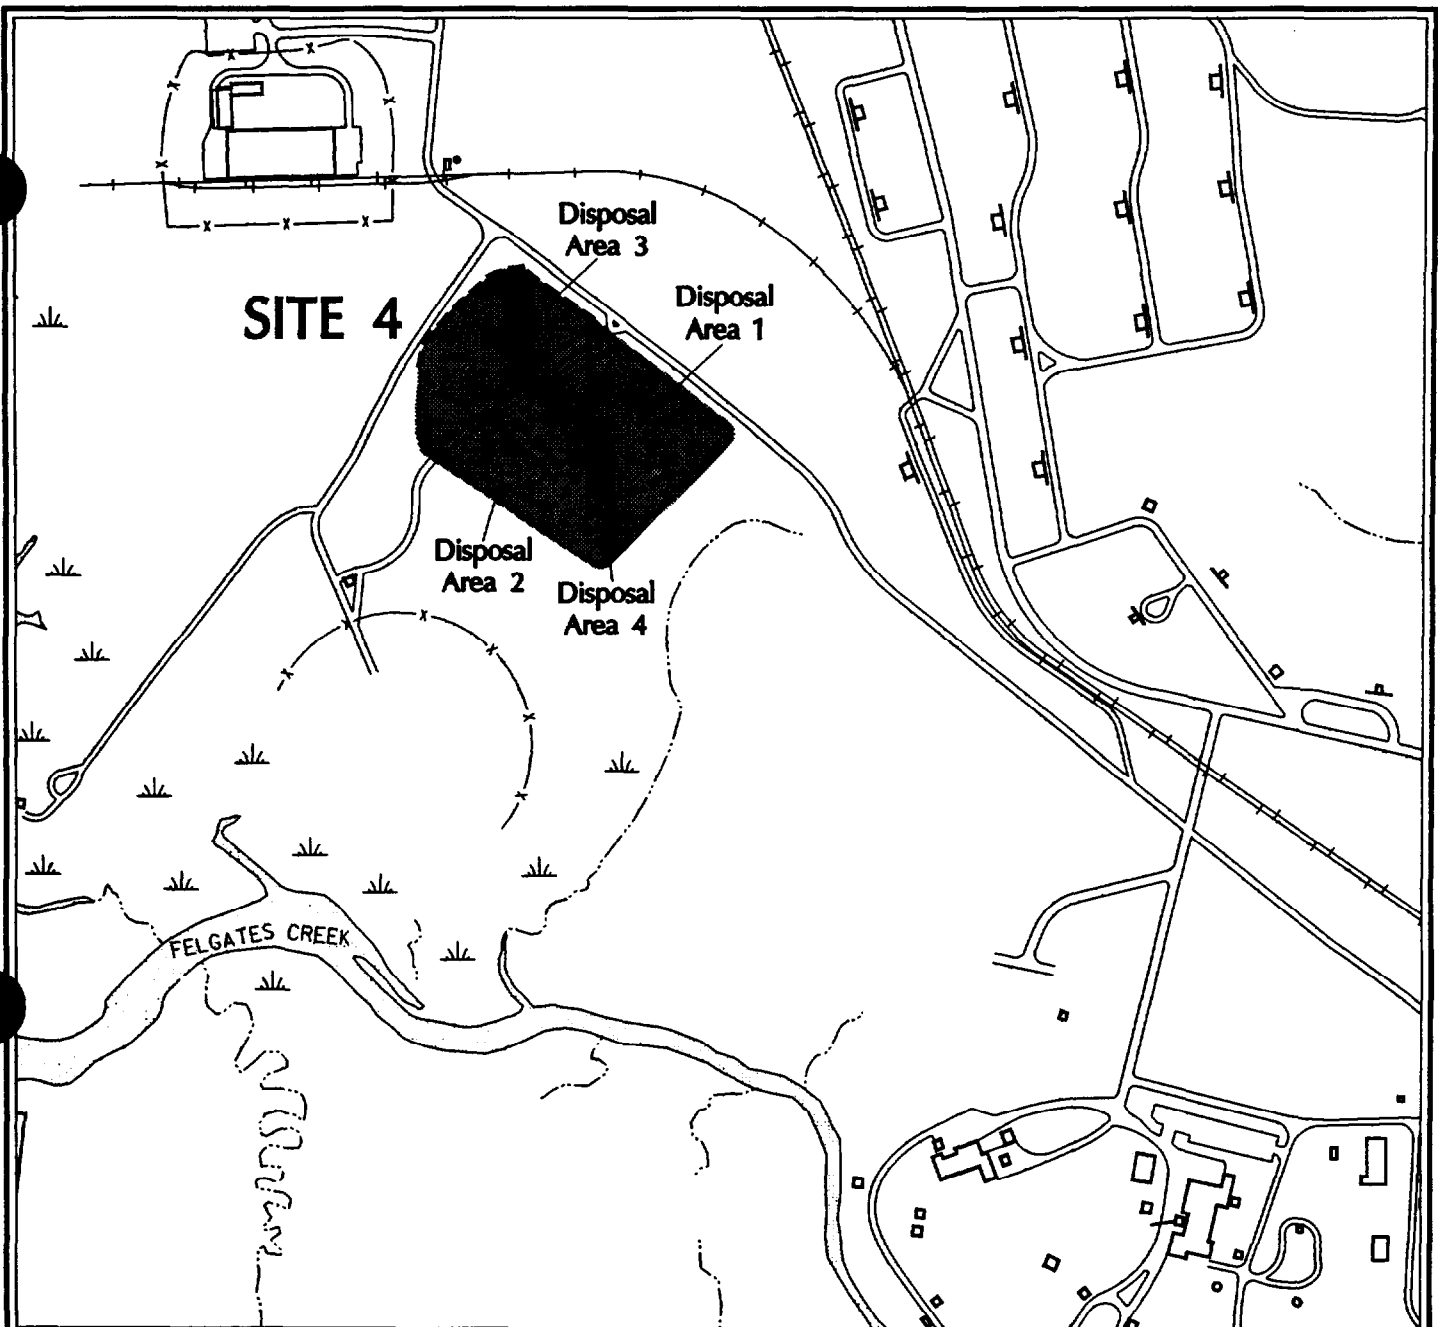 Disposal
Area 3
Disposal
Area 1
SITE 4
Disposal
Area 2
Disposal
Area 4
FELGATES CREEK